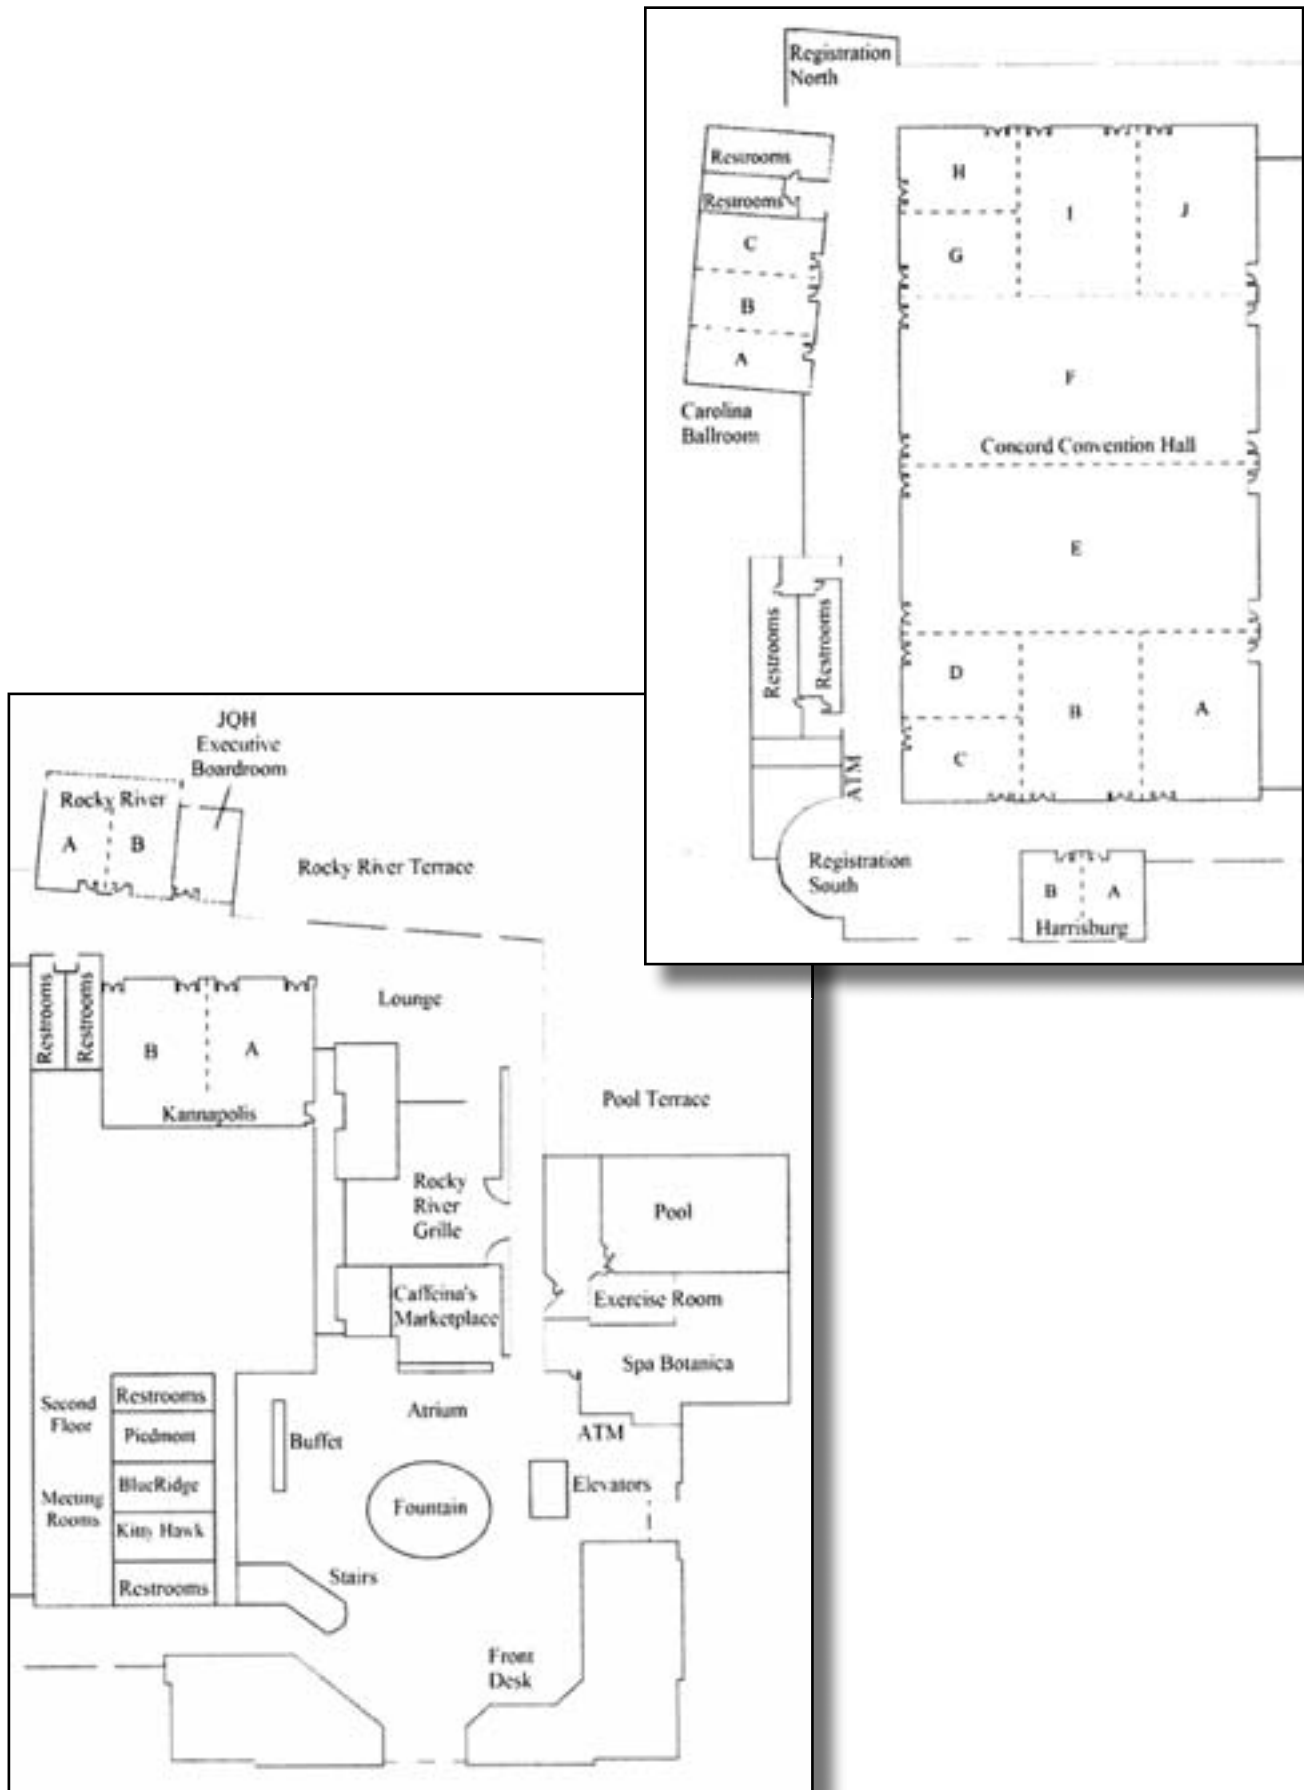 Registration
North
Restrooms
Restrooms
H
I
J
G
C
B
A
F
Carolina
Ballroom
Concord Convention Hall
E
Restrooms
Restrooms
D
B
A
C
ATM
Registration
South
B
A
Harrisburg
JQH
Executive
Boardroom
Rocky River
A
B
Rocky River Terrace
Restrooms
Restrooms
Lounge
B
A
Kannapolis
Pool Terrace
Rocky
River
Grille
Pool
Caffeina's
Marketplace
Exercise Room
Spa Botanica
Second
Floor
Meeting
Rooms
Restrooms
Piedmont
BlueRidge
Kitty Hawk
Restrooms
Atrium
Buffet
ATM
Elevators
Fountain
Stairs
Front
Desk